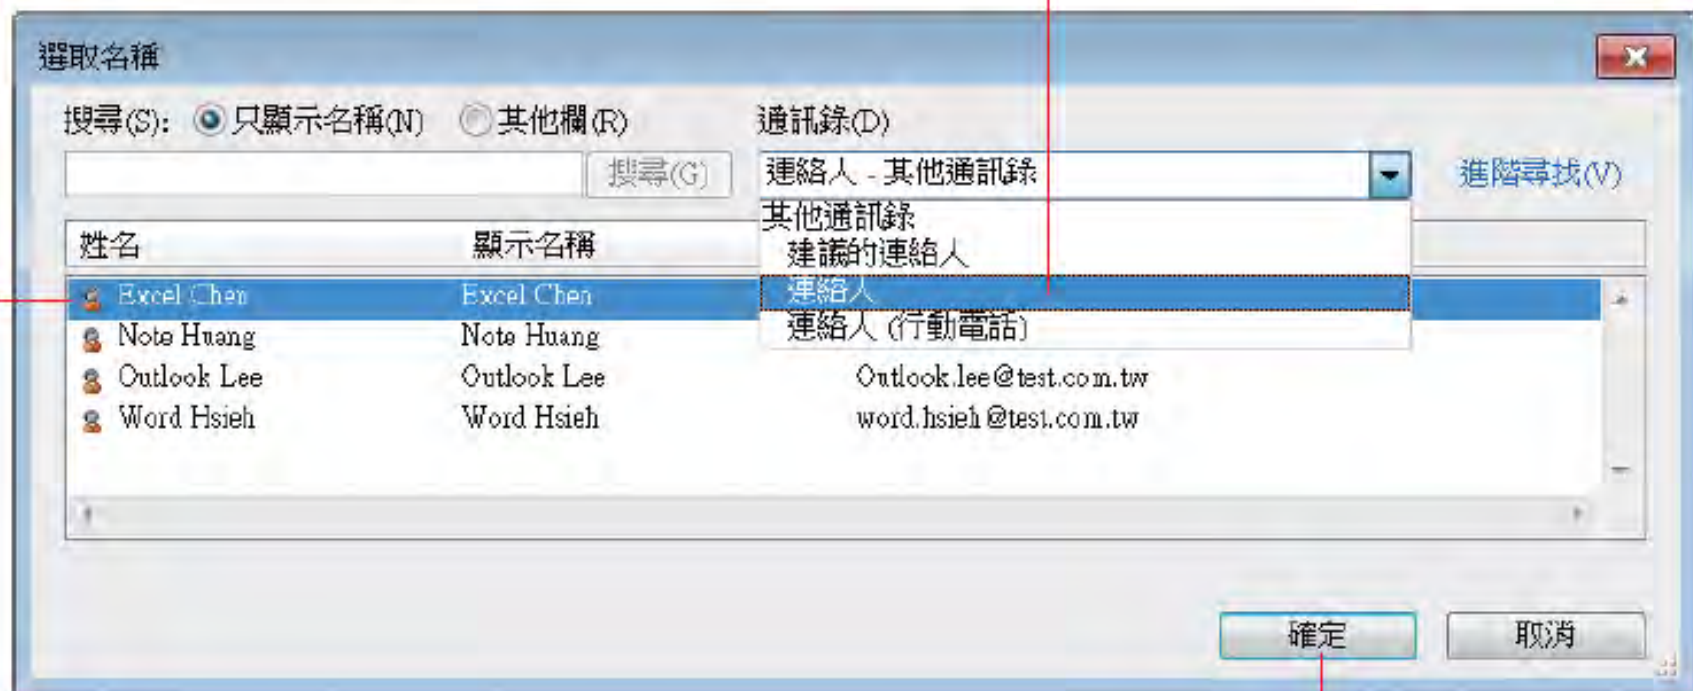 選取名稱
搜尋(S): 只顯示名稱(N) 其他欄(R) 通訊錄(D)
搜尋(G) 連絡人 - 其他通訊錄 進階尋找(V)
其他通訊錄
姓名 顯示名稱 建議的連絡人
Excel Chen Excel Chen 連絡人
Note Huang Note Huang 連絡人 (行動電話)
Outlook Lee Outlook Lee Outlook.lee@test.com.tw
Word Hsieh Word Hsieh word.hsieh@test.com.tw
確定 取消